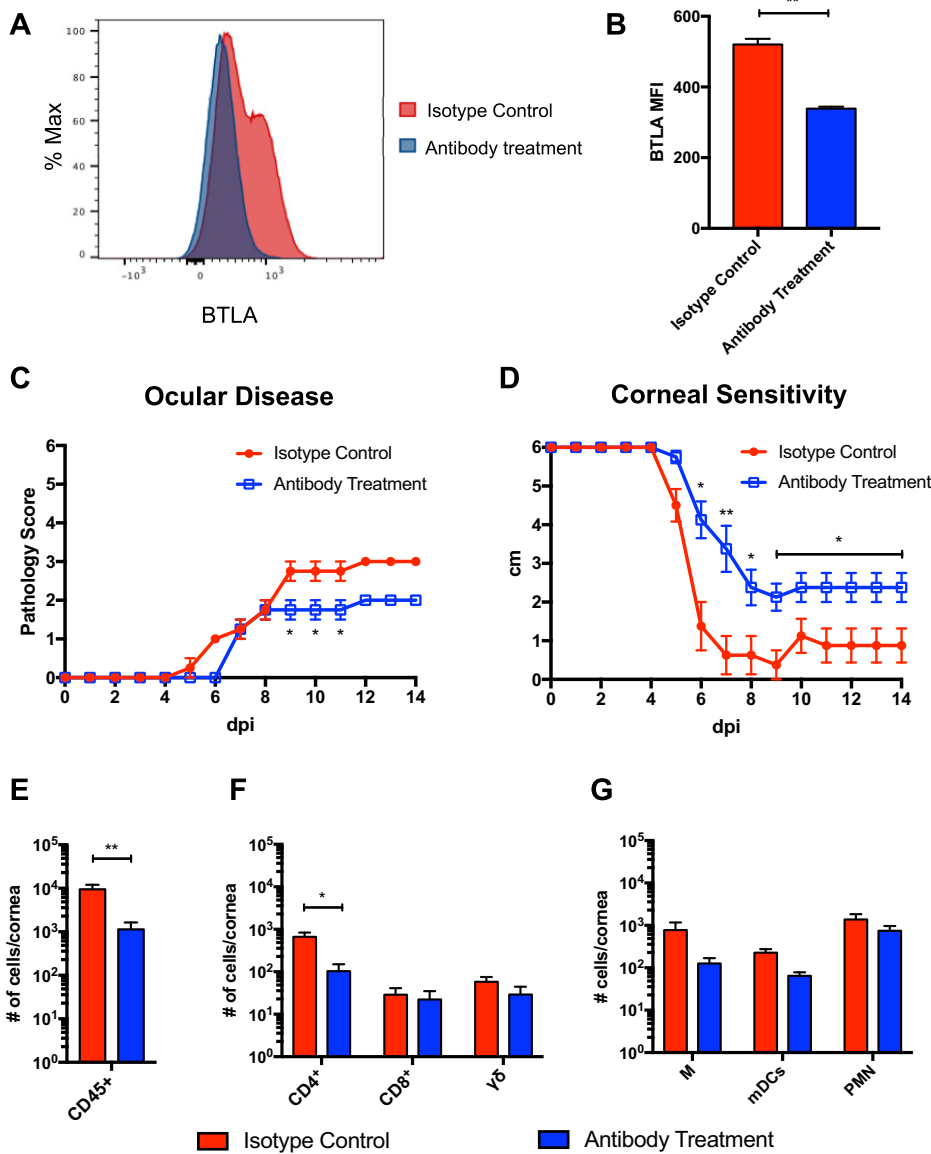 A
100
80
60
40
20
0
% Max
-10³
0
10³
BTLA
Isotype Control
Antibody treatment
B
**
600
400
200
0
BTLA MFI
Isotype Control
Antibody Treatment
C
Ocular Disease
6
5
4
3
2
1
0
Pathology Score
Isotype Control
Antibody Treatment
* * *
0 2 4 6 8 10 12 14
dpi
D
Corneal Sensitivity
6
5
4
3
2
1
0
cm
Isotype Control
Antibody Treatment
*
**
*
*
0 2 4 6 8 10 12 14
dpi
E
10⁵
10⁴
10³
10²
10¹
10⁰
# of cells/cornea
**
CD45+
F
10⁵
10⁴
10³
10²
10¹
10⁰
# of cells/cornea
*
CD4⁺
CD8⁺
γδ
G
10⁵
10⁴
10³
10²
10¹
10⁰
# cells/cornea
M
mDCs
PMN
Isotype Control
Antibody Treatment